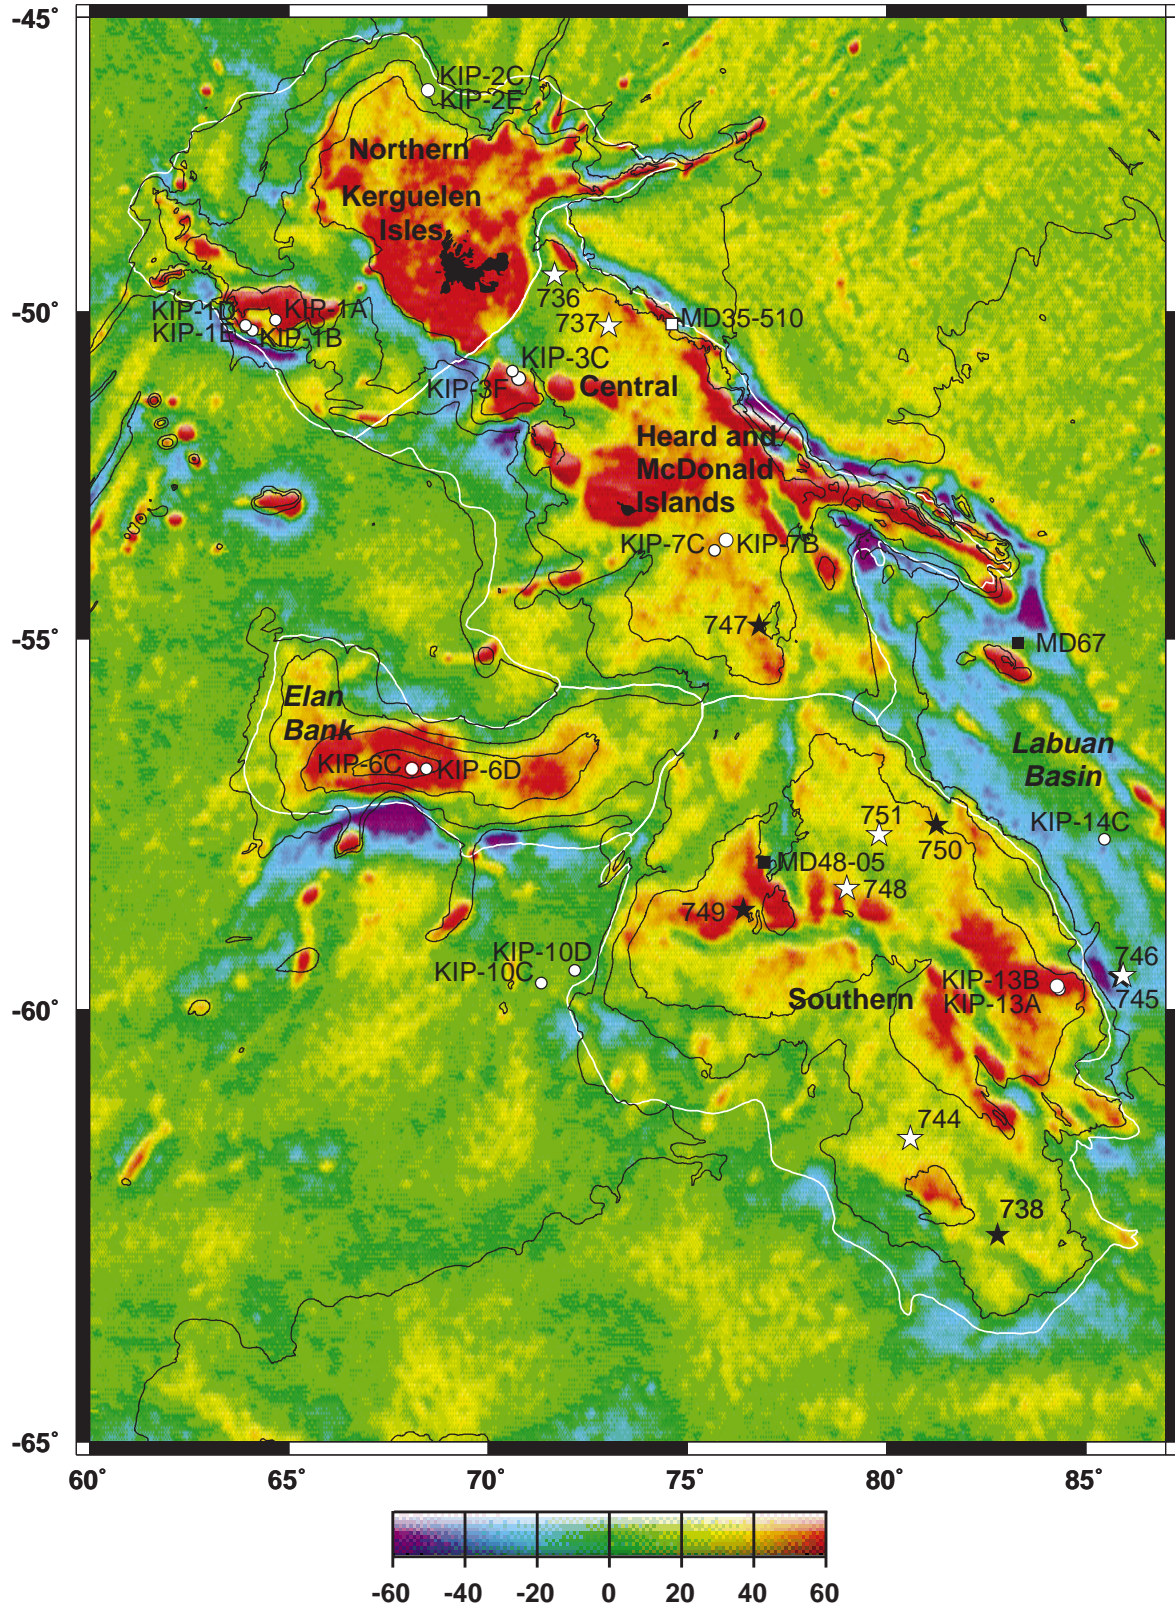 -45°
KIP-2C
KIP-2E
Northern
Kerguelen
Isles
-50°
KIP-1D
KIP-1A
KIP-1E
KIP-1B
736
737
MD35-510
KIP-3C
KIP-3F
Central
Heard and
McDonald
Islands
KIP-7C
KIP-7B
747
-55°
MD67
Elan
Bank
KIP-6C
KIP-6D
Labuan
Basin
751
750
KIP-14C
MD48-05
748
749
KIP-10D
KIP-10C
746
745
KIP-13B
KIP-13A
Southern
-60°
744
738
-65°
60°
65°
70°
75°
80°
85°
-60
-40
-20
0
20
40
60